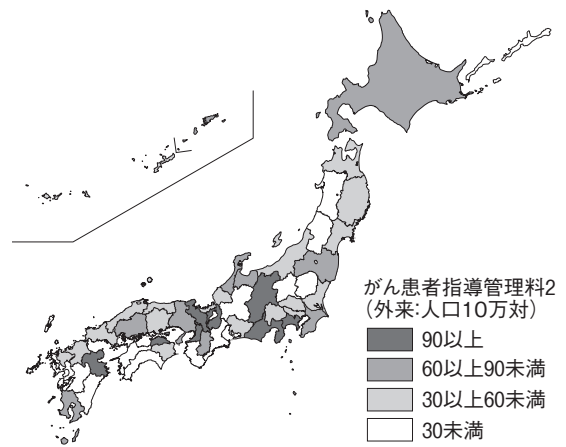 がん患者指導管理料2
(外来:人口10万対)
90以上
60以上90未満
30以上60未満
30未満